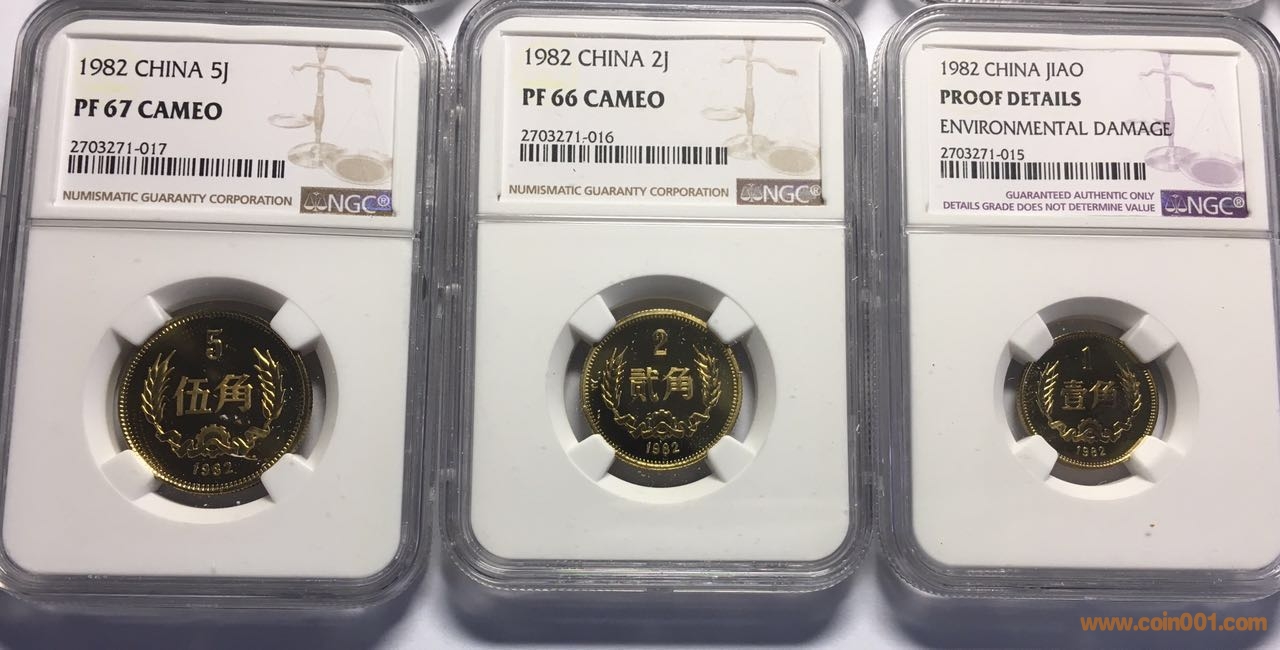 1982 CHINA 5J
PF 67 CAMEO
2703271-017
NUMISMATIC GUARANTY CORPORATION
NGC®
5
伍角
1982
1982 CHINA 2J
PF 66 CAMEO
2703271-016
NUMISMATIC GUARANTY CORPORATION
NGC®
2
贰角
1982
1982 CHINA JIAO
PROOF DETAILS
ENVIRONMENTAL DAMAGE
2703271-015
GUARANTEED AUTHENTIC ONLY
DETAILS GRADE DOES NOT DETERMINE VALUE
NGC®
1
壹角
1982
www.coin001.com